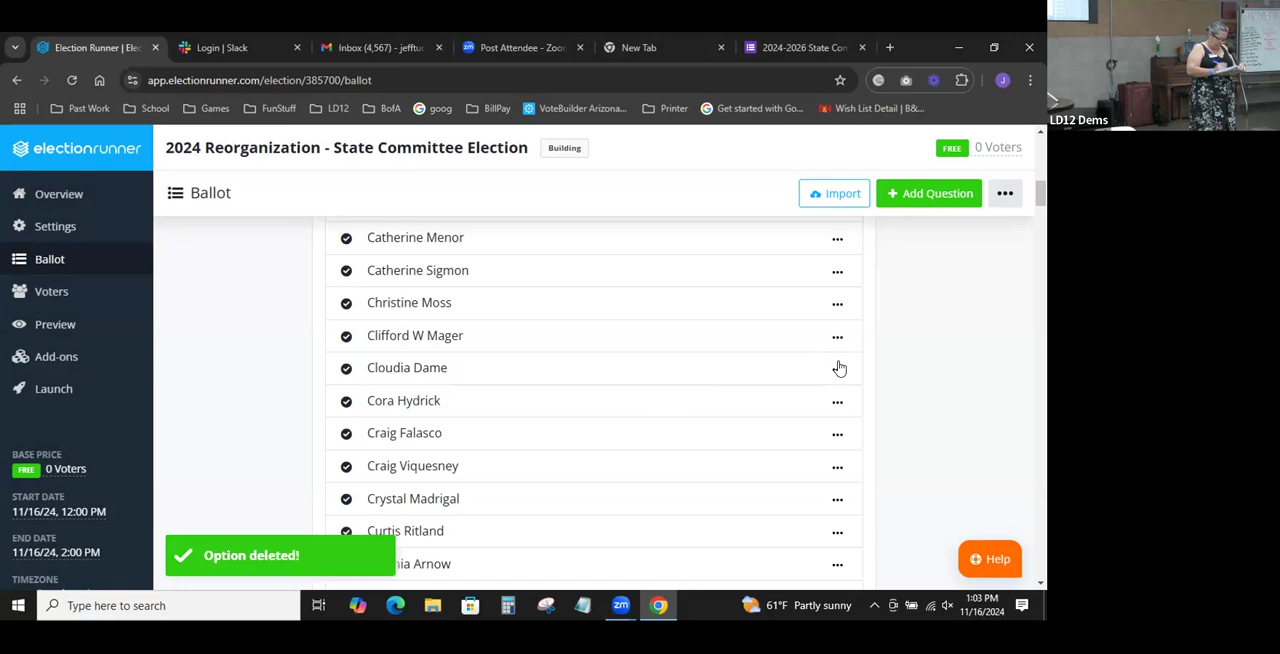 Election Runner | Elec
Login | Slack
Inbox (4,567) - jefftuc
Post Attendee - Zoo
New Tab
2024-2026 State Com
app.electionrunner.com/election/385700/ballot
J
Past Work
School
Games
FunStuff
LD12
BofA
goog
BillPay
VoteBuilder Arizona...
Printer
Get started with Go...
Wish List Detail | B&...
LD12 Dems
electionrunner
2024 Reorganization - State Committee Election
Building
FREE 0 Voters
Ballot
Import
Add Question
Overview
Settings
Ballot
Voters
Preview
Add-ons
Launch
BASE PRICE
FREE 0 Voters
START DATE
11/16/24, 12:00 PM
END DATE
11/16/24, 2:00 PM
TIMEZONE
Catherine Menor
Catherine Sigmon
Christine Moss
Clifford W Mager
Cloudia Dame
Cora Hydrick
Craig Falasco
Craig Viquesney
Crystal Madrigal
Curtis Ritland
Arnow
Option deleted!
Help
Type here to search
zm
61°F Partly sunny
1:03 PM
11/16/2024